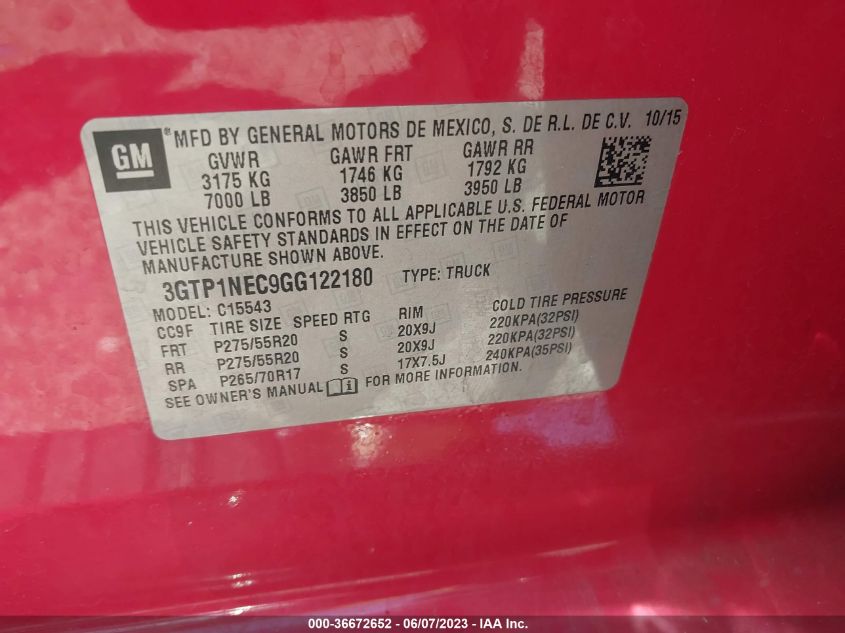 GM
® MFD BY GENERAL MOTORS DE MEXICO, S. DE R.L. DE C.V. 10/15
GVWR GAWR FRT GAWR RR
3175 KG 1746 KG 1792 KG
7000 LB 3850 LB 3950 LB
THIS VEHICLE CONFORMS TO ALL APPLICABLE U.S. FEDERAL MOTOR
VEHICLE SAFETY STANDARDS IN EFFECT ON THE DATE OF
MANUFACTURE SHOWN ABOVE.
3GTP1NEC9GG122180 TYPE: TRUCK
MODEL: C15543
CC9F TIRE SIZE SPEED RTG RIM COLD TIRE PRESSURE
FRT P275/55R20 S 20X9J 220KPA(32PSI)
RR P275/55R20 S 20X9J 220KPA(32PSI)
SPA P265/70R17 S 17X7.5J 240KPA(35PSI)
SEE OWNER'S MANUAL i FOR MORE INFORMATION.
000-36672652 - 06/07/2023 - IAA Inc.